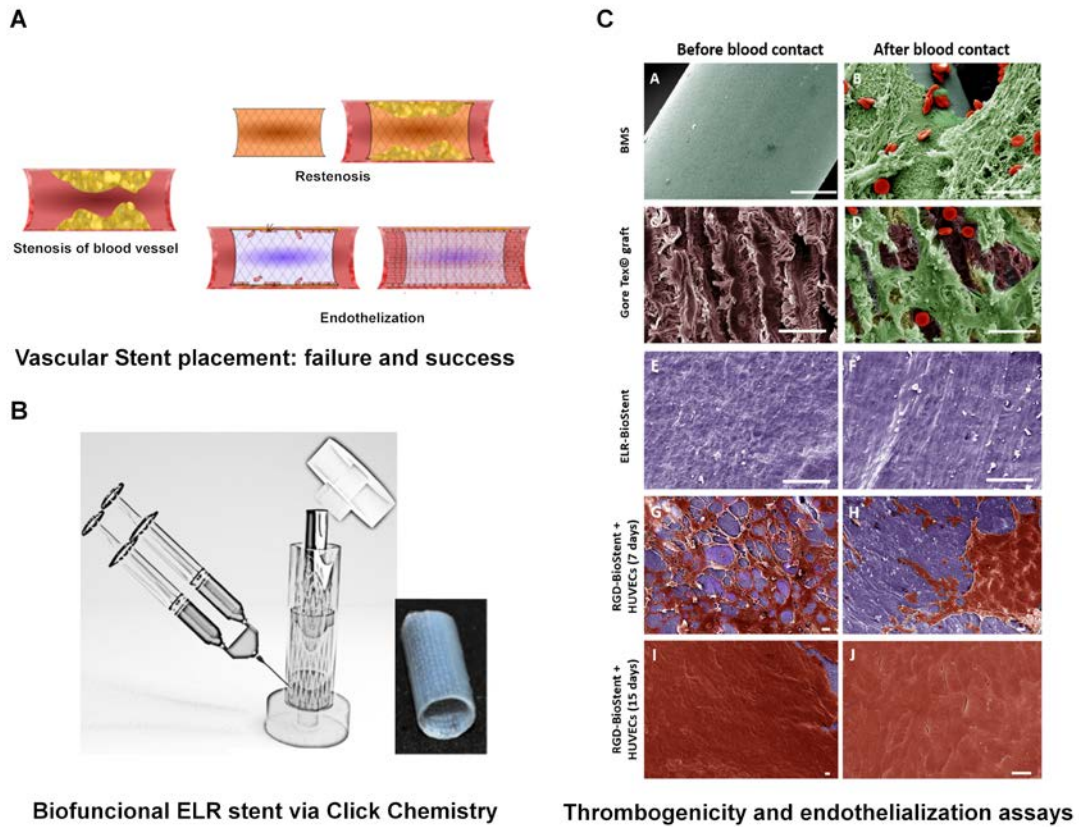 A
Restenosis
Stenosis of blood vessel
Endothelization
Vascular Stent placement: failure and success
B
Biofuncional ELR stent via Click Chemistry
C
Before blood contact
After blood contact
BMS
A
B
Gore Tex© graft
C
D
ELR-BioStent
E
F
RGD-BioStent +
HUVECs (7 days)
G
H
RGD-BioStent +
HUVECs (15 days)
I
J
Thrombogenicity and endothelialization assays